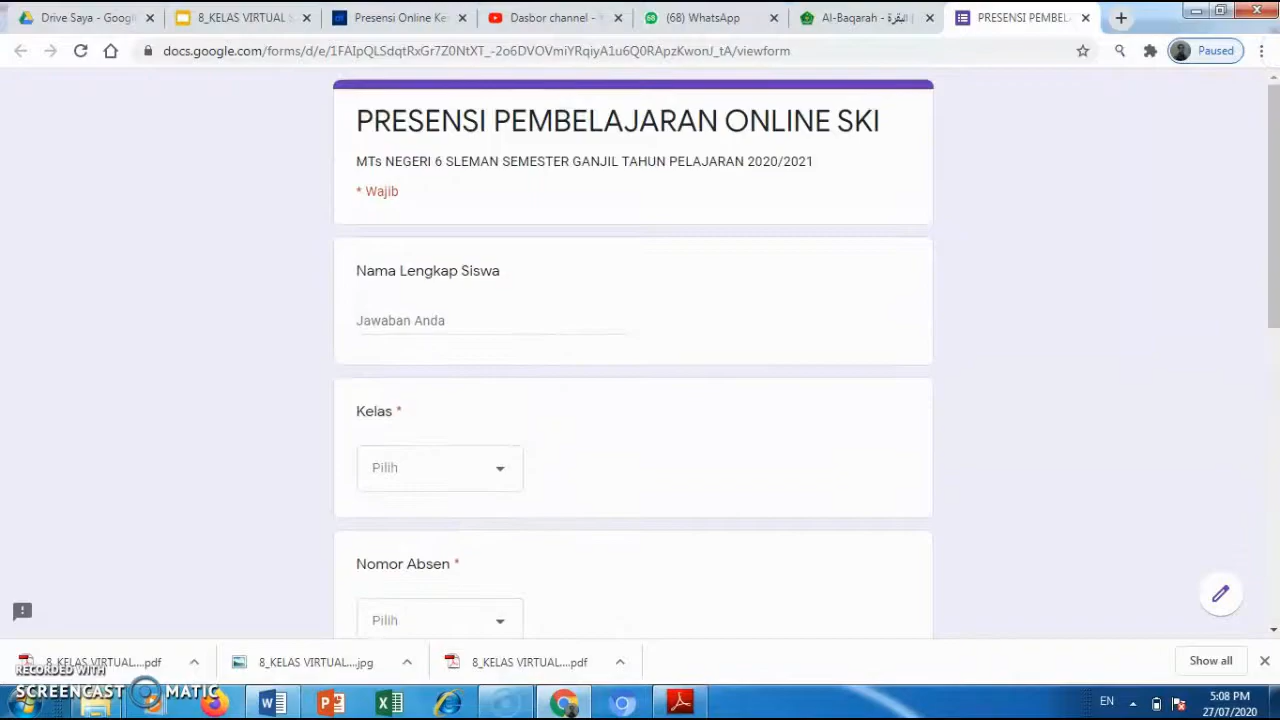 Drive Saya - Googl
8_KELAS VIRTUAL S
Presensi Online Ke
Dasbor channel -
(68) WhatsApp
Al-Baqarah - البقرة
PRESENSI PEMBEL
docs.google.com/forms/d/e/1FAIpQLSdqtRxGr7Z0NtXT_-2o6DVOVmiYRqiyA1u6Q0RApzKwonJ_tA/viewform
Paused
PRESENSI PEMBELAJARAN ONLINE SKI
MTs NEGERI 6 SLEMAN SEMESTER GANJIL TAHUN PELAJARAN 2020/2021
* Wajib
Nama Lengkap Siswa
Jawaban Anda
Kelas *
Pilih
Nomor Absen *
Pilih
8_KELAS VIRTUAL....pdf
8_KELAS VIRTUAL....jpg
8_KELAS VIRTUAL....pdf
Show all
RECORDED WITH
SCREENCAST MATIC
EN
5:08 PM
27/07/2020